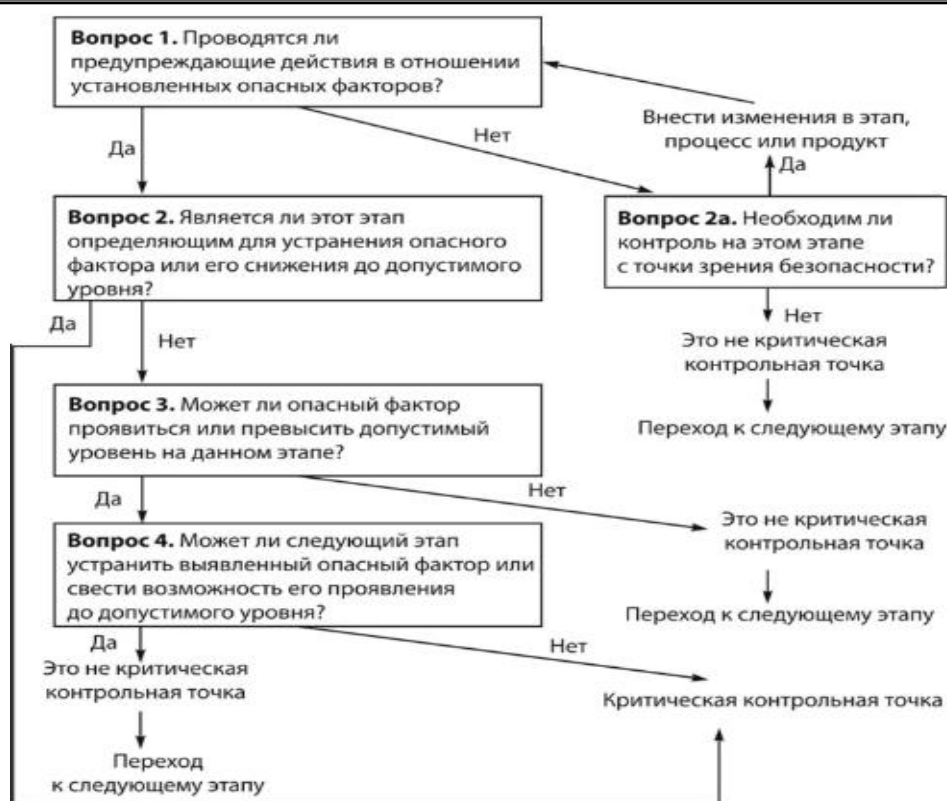 Вопрос 1. Проводятся ли
предупреждающие действия в отношении
установленных опасных факторов?
Да
Нет
Внести изменения в этап,
процесс или продукт
Да
Вопрос 2. Является ли этот этап
определяющим для устранения опасного
фактора или его снижения до допустимого
уровня?
Вопрос 2а. Необходим ли
контроль на этом этапе
с точки зрения безопасности?
Да
Нет
Нет
Это не критическая
контрольная точка
Переход к следующему этапу
Вопрос 3. Может ли опасный фактор
проявиться или превысить допустимый
уровень на данном этапе?
Да
Нет
Это не критическая
контрольная точка
Переход к следующему этапу
Вопрос 4. Может ли следующий этап
устранить выявленный опасный фактор или
свести возможность его проявления
до допустимого уровня?
Да
Нет
Это не критическая
контрольная точка
Критическая контрольная точка
Переход
к следующему этапу